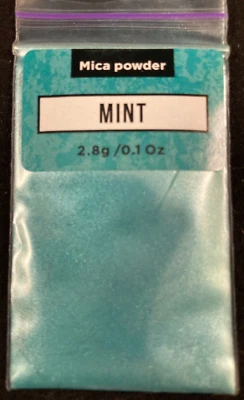 Mica powder
MINT
2.8g /0.1 Oz